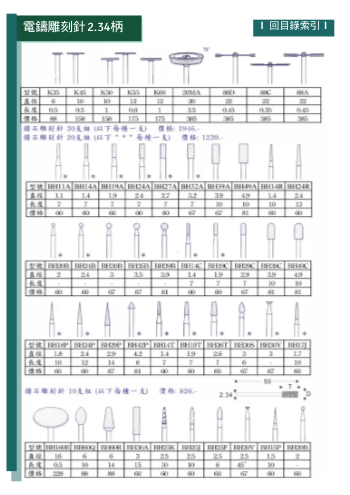 電鑄雕刻針2.34柄
回目錄索引
型號 K35 K45 K50 K55 K55 K60 20MA 88D 88C 88A
直徑 6 10 10 12 12 20 22 22 22
長度 0.5 0.5 1 0.6 1 3.5 0.45 0.35 0.45
價格 88 158 158 175 175 385 385 385 385
鑽石雕刻針 30支組 (以下每種一支) 價格: 1946.-
鑽石雕刻針 20支組 (以下"*"每種一支) 價格: 1229.-
型號 BH11A BH14A BH19A BH24A BH27A BH32A BH39A BH49A BH14R BH24R
直徑 1.1 1.4 1.9 2.4 2.7 3.2 3.9 4.9 1.4 2.4
長度 7 7 7 7 7 7 10 10 10 13
價格 60 60 60 60 60 67 67 81 60 60
型號 BH20B BH24B BH30B BH35B BH39B BH14C BH19C BH29C BH39C BH49C
直徑 2 2.4 3 3.5 3.9 1.4 1.9 2.9 3.9 4.9
長度 - - - - - 7 7 7 10 10
價格 60 60 67 67 81 60 60 67 67 81
型號 BH18P BH24P BH29P BH42P BH14T BH19T BH26T BH30S BH30Y BH17J
直徑 1.8 2.4 2.9 4.2 1.4 1.9 2.6 3 3 1.7
長度 10 12 14 6 7 7 7 6 - 10
價格 60 60 67 81 60 60 60 67 67 60
鑽石雕刻針 10支組 (以下每種一支) 價格: 826.-
50
T
2.34
D
型號 BH160E BH60Q BH60R BH30A BH25K BH25J BH25F BH30V BH15P BH20B
直徑 16 6 6 3 2.5 2.5 2.5 2.5 1.5 2
長度 0.5 10 14 15 10 10 6 45° 10 -
價格 228 88 88 60 60 60 60 67 60 60